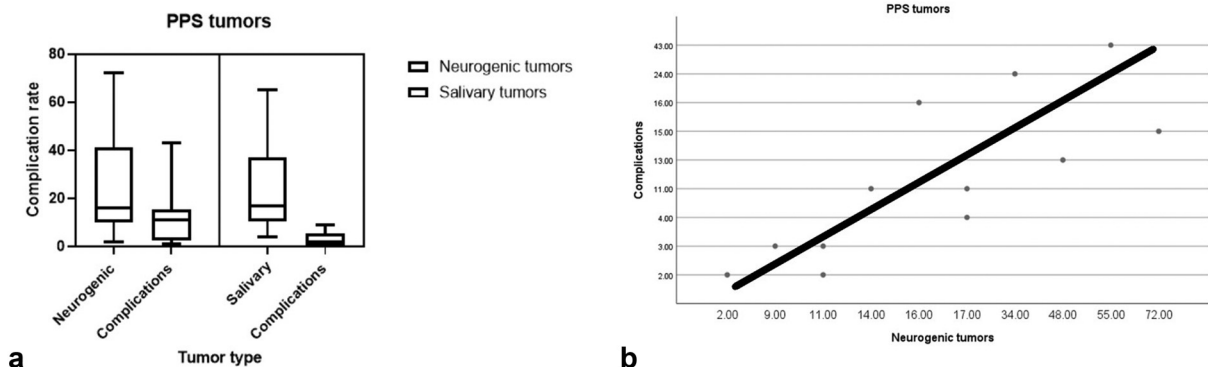 a
PPS tumors
Complication rate
80
60
40
20
0
Neurogenic
Complications
Salivary
Complications
Tumor type
Neurogenic tumors
Salivary tumors
b
PPS tumors
Complications
43.00
24.00
16.00
15.00
13.00
11.00
4.00
3.00
2.00
2.00 9.00 11.00 14.00 16.00 17.00 34.00 48.00 55.00 72.00
Neurogenic tumors